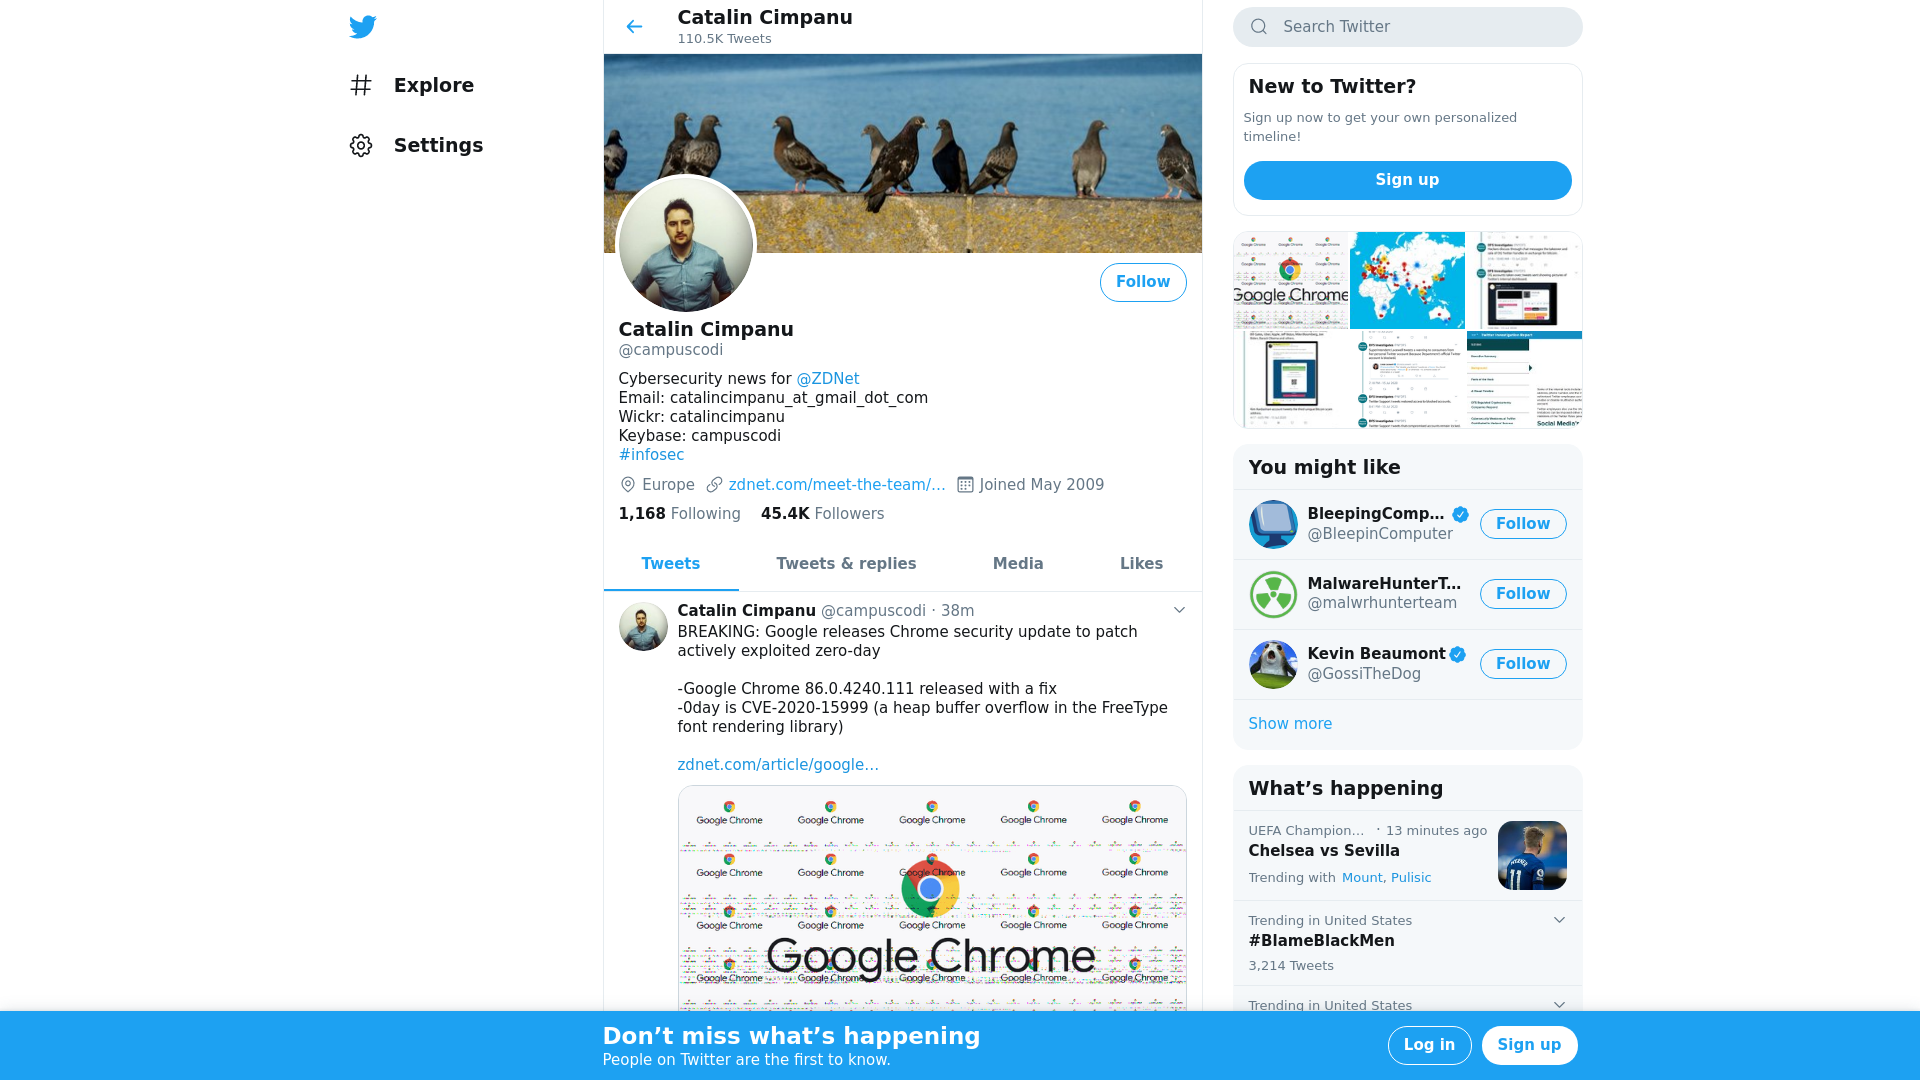 Catalin Cimpanu
110.5K Tweets
Explore
Settings
Follow
Catalin Cimpanu
@campuscodi
Cybersecurity news for @ZDNet
Email: catalincimpanu_at_gmail_dot_com
Wickr: catalincimpanu
Keybase: campuscodi
#infosec
Europe zdnet.com/meet-the-team/… Joined May 2009
1,168 Following 45.4K Followers
Tweets Tweets & replies Media Likes
Catalin Cimpanu @campuscodi · 38m
BREAKING: Google releases Chrome security update to patch
actively exploited zero-day
-Google Chrome 86.0.4240.111 released with a fix
-0day is CVE-2020-15999 (a heap buffer overflow in the FreeType
font rendering library)
zdnet.com/article/google…
Google Chrome Google Chrome Google Chrome Google Chrome Google Chrome
Google Chrome Google Chrome Google Chrome Google Chrome Google Chrome
Google Chrome Google Chrome Google Chrome Google Chrome Google Chrome
Google Chrome
Google Chrome Google Chrome Google Chrome Google Chrome Google Chrome
Search Twitter
New to Twitter?
Sign up now to get your own personalized
timeline!
Sign up
Google Chrome
Social Media
You might like
BleepingComp…
@BleepinComputer
Follow
MalwareHunterT…
@malwrhunterteam
Follow
Kevin Beaumont
@GossiTheDog
Follow
Show more
What’s happening
UEFA Champion… · 13 minutes ago
Chelsea vs Sevilla
Trending with Mount, Pulisic
WERNER
11
Trending in United States
#BlameBlackMen
3,214 Tweets
Trending in United States
Don’t miss what’s happening
People on Twitter are the first to know.
Log in
Sign up